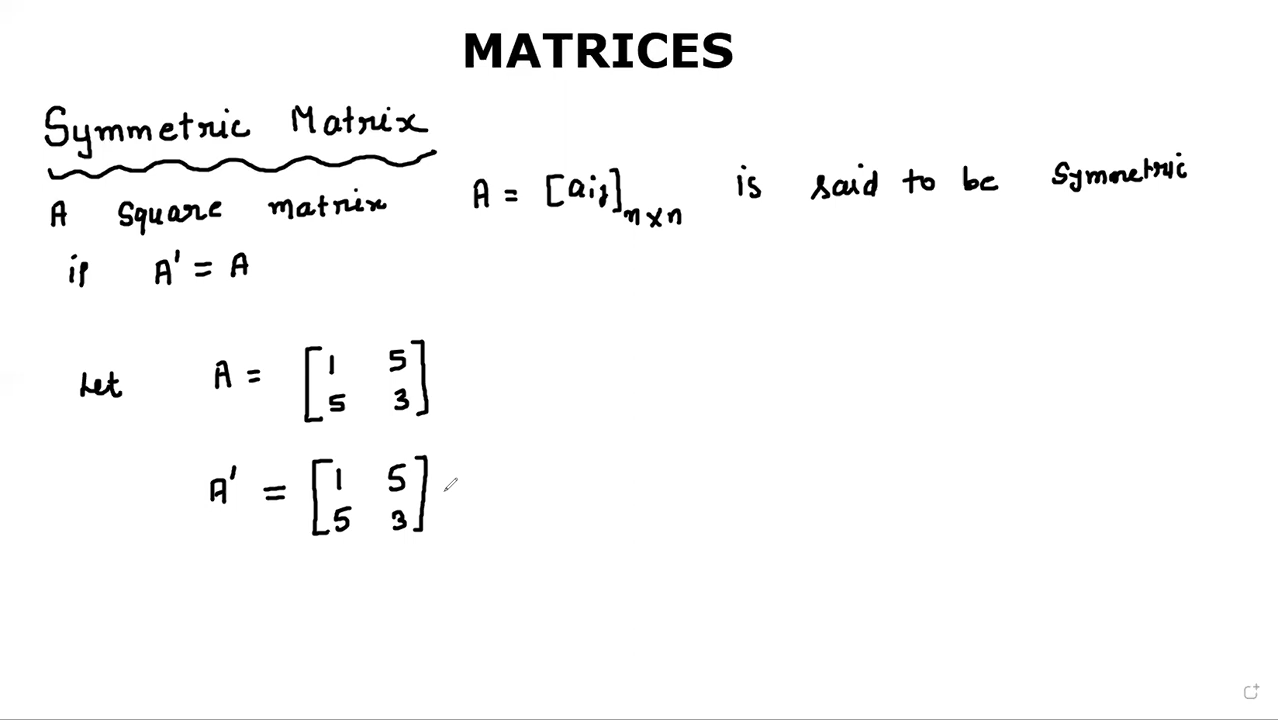 MATRICES
Symmetric Matrix
A square matrix A = [aij]n×n is said to be symmetric
if A' = A
Let A = [1 5
5 3]
A' = [1 5
5 3]